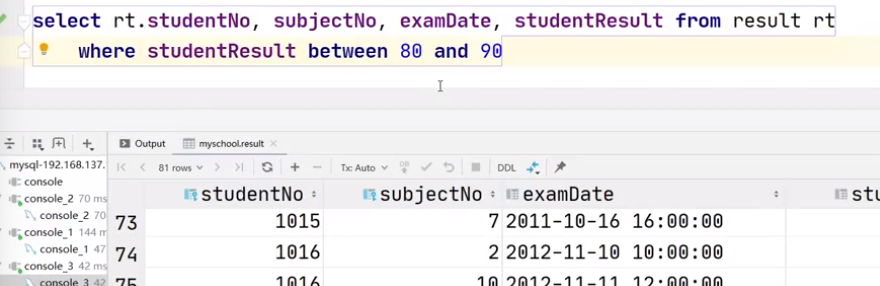 select rt.studentNo, subjectNo, examDate, studentResult from result rt
where studentResult between 80 and 90
Output
myschool.result
mysql-192.168.137.
81 rows
Tx: Auto
DDL
console
console_2 70 ms
console_2 70
console_1 144 m
console_1 47
console_3 42 ms
console_3 42
studentNo subjectNo examDate stu
73 1015 7 2011-10-16 16:00:00
74 1016 2 2012-11-10 10:00:00
75 1016 10 2012-11-11 12:00:00